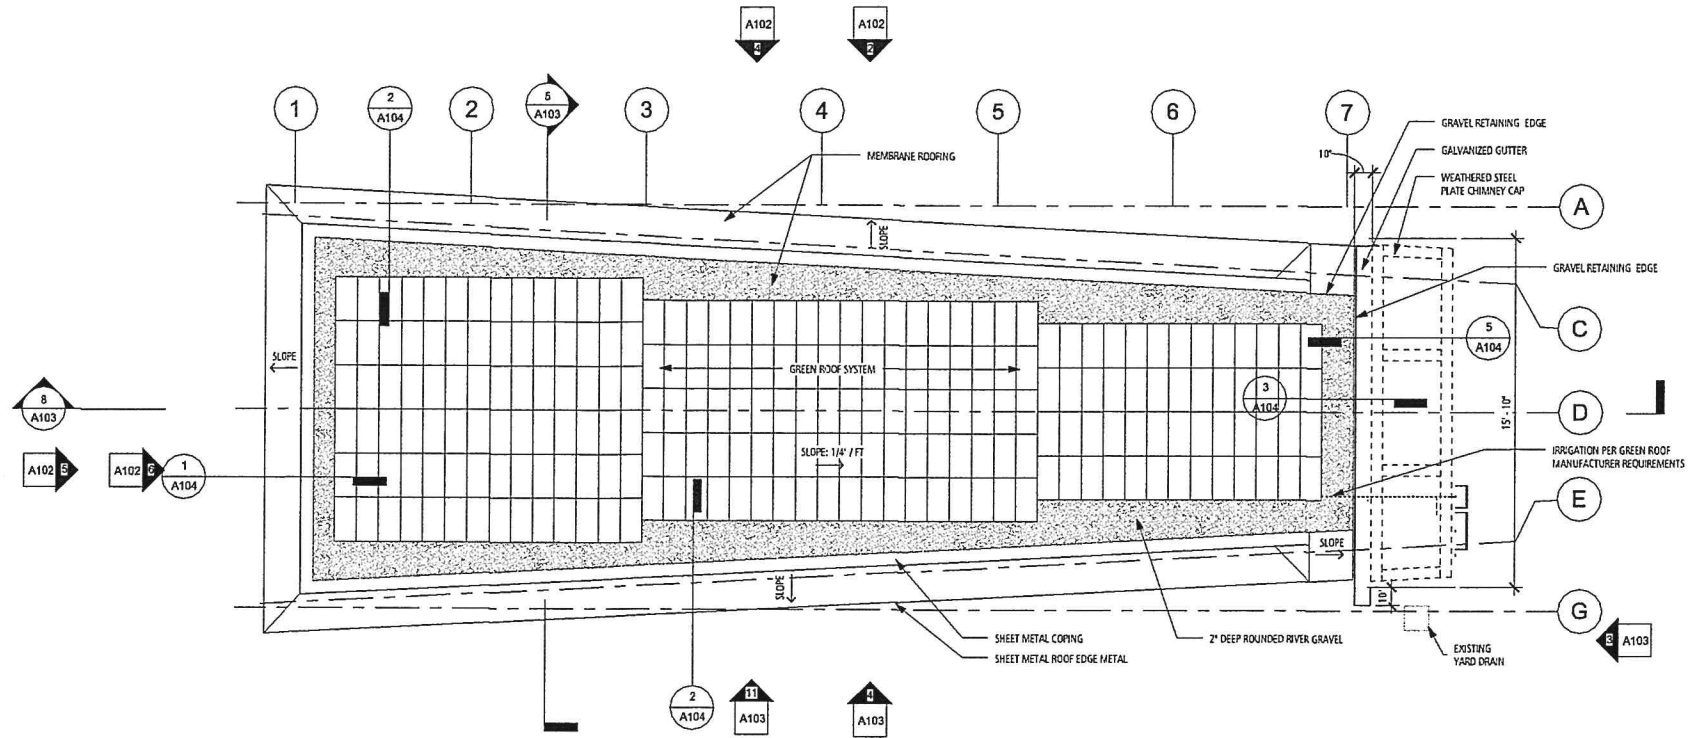 A102
4
A102
2
1
2
A104
2
5
A103
3
4
5
6
7
10"
GRAVEL RETAINING EDGE
GALVANIZED GUTTER
WEATHERED STEEL
PLATE CHIMNEY CAP
MEMBRANE ROOFING
A
SLOPE
GRAVEL RETAINING EDGE
C
5
A104
SLOPE
GREEN ROOF SYSTEM
3
A104
8
A103
D
15'-10"
A102
5
A102
6
1
A104
SLOPE: 1/4" / FT
IRRIGATION PER GREEN ROOF
MANUFACTURER REQUIREMENTS
E
SLOPE
SLOPE
10"
G
SHEET METAL COPING
SHEET METAL ROOF EDGE METAL
2" DEEP ROUNDED RIVER GRAVEL
EXISTING
YARD DRAIN
3
A103
2
A104
11
A103
4
A103